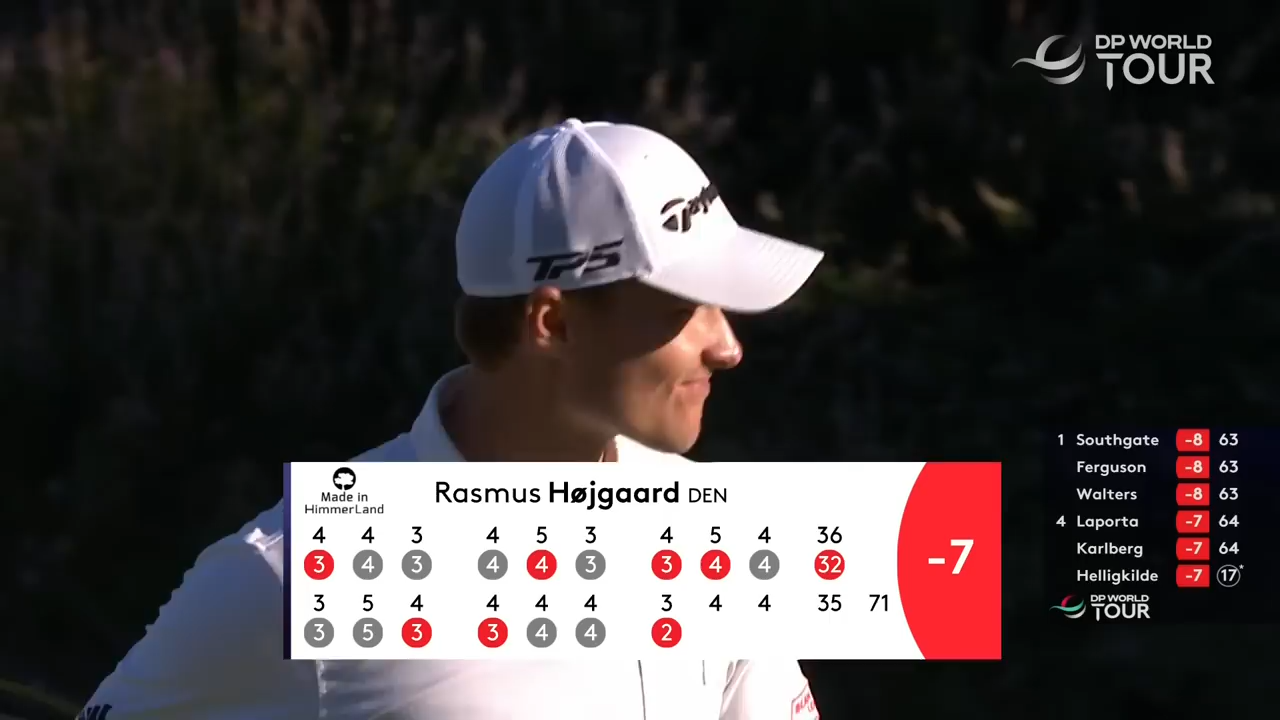 DP WORLD
TOUR
Taylor
TP5
1 Southgate -8 63
Ferguson -8 63
Walters -8 63
4 Laporta -7 64
Karlberg -7 64
Helligkilde -7 17*
DP WORLD
TOUR
Made in
HimmerLand
Rasmus Højgaard DEN
4 4 3 4 5 3 4 5 4 36
3 4 3 4 4 3 3 4 4 32
3 5 4 4 4 4 3 4 4 35 71
3 5 3 3 4 4 2
-7